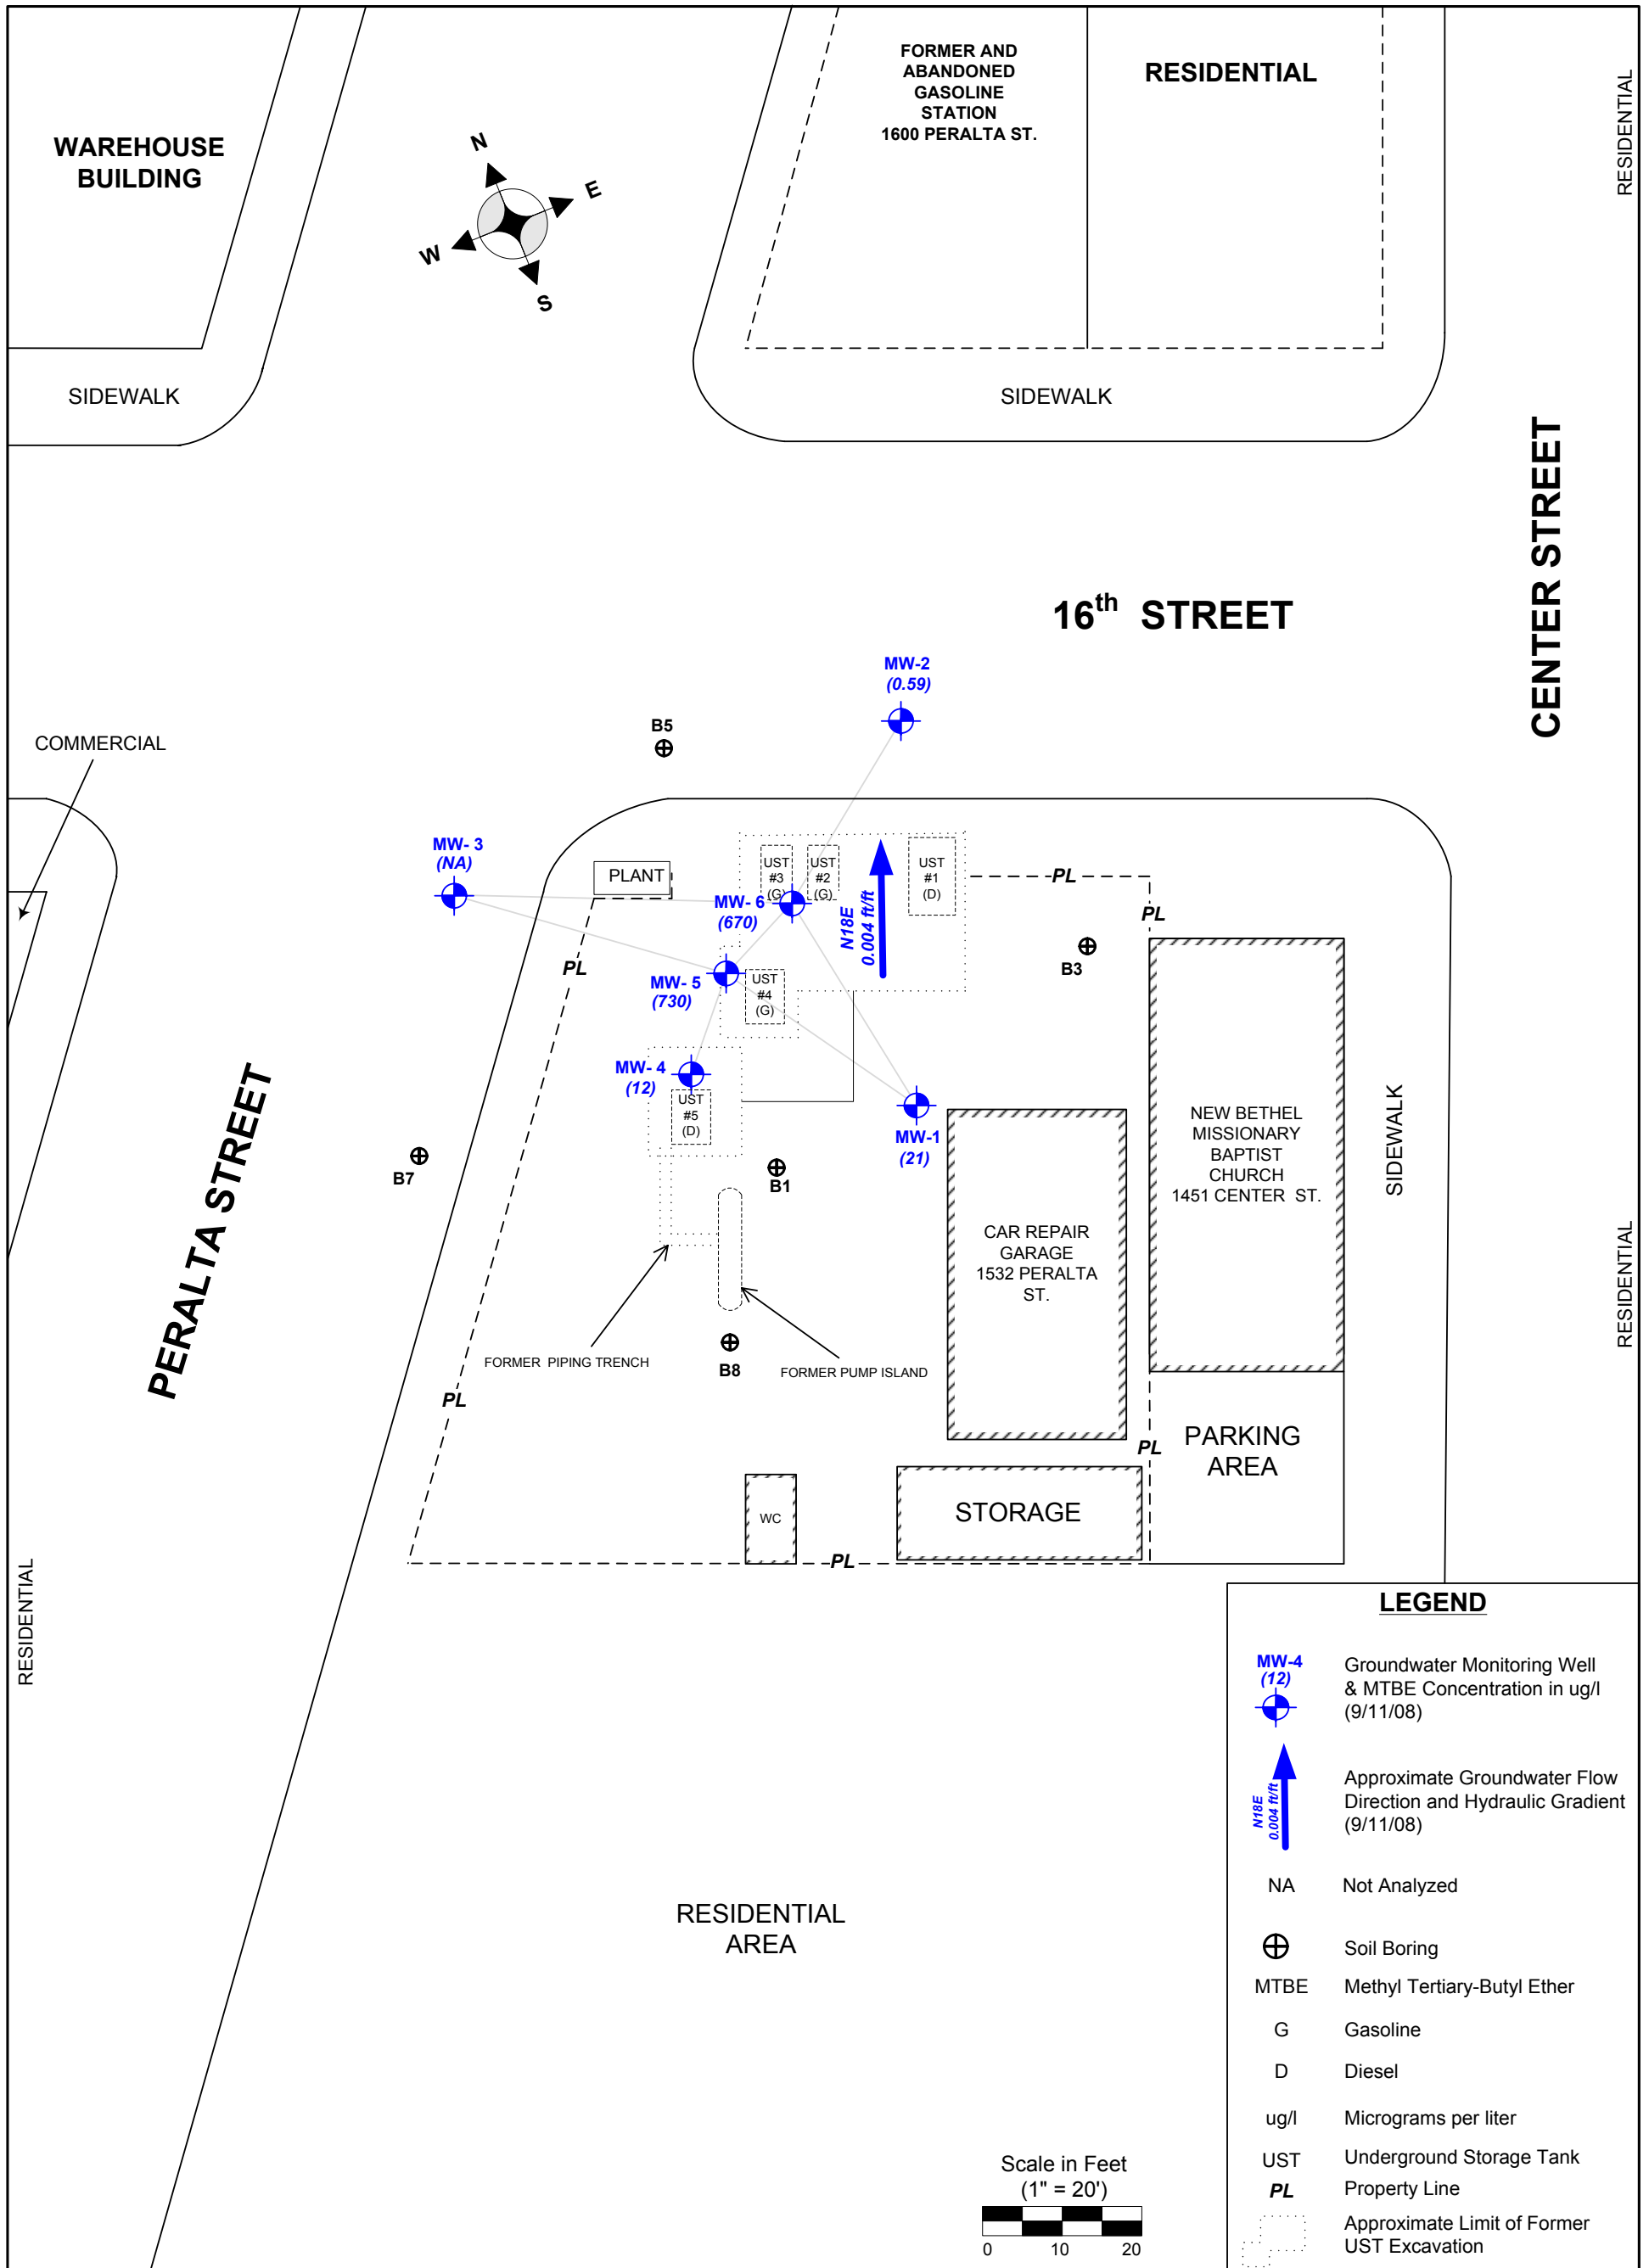 WAREHOUSE
BUILDING
N
E
W
S
FORMER AND
ABANDONED
GASOLINE
STATION
1600 PERALTA ST.
RESIDENTIAL
RESIDENTIAL
SIDEWALK
SIDEWALK
CENTER STREET
16th STREET
MW-2
(0.59)
B5
COMMERCIAL
MW- 3
(NA)
PLANT
UST
#3
(G)
UST
#2
(G)
UST
#1
(D)
N18E
0.004 ft/ft
PL
PL
MW- 6
(670)
B3
PL
MW- 5
(730)
UST
#4
(G)
MW- 4
(12)
UST
#5
(D)
MW-1
(21)
B7
B1
PERALTA STREET
NEW BETHEL
MISSIONARY
BAPTIST
CHURCH
1451 CENTER ST.
SIDEWALK
CAR REPAIR
GARAGE
1532 PERALTA
ST.
RESIDENTIAL
FORMER PIPING TRENCH
B8
FORMER PUMP ISLAND
PL
PL
PARKING
AREA
WC
STORAGE
PL
RESIDENTIAL
RESIDENTIAL
AREA
LEGEND
MW-4
(12)
Groundwater Monitoring Well
& MTBE Concentration in ug/l
(9/11/08)
N18E
0.004 ft/ft
Approximate Groundwater Flow
Direction and Hydraulic Gradient
(9/11/08)
NA Not Analyzed
Soil Boring
MTBE Methyl Tertiary-Butyl Ether
G Gasoline
D Diesel
ug/l Micrograms per liter
UST Underground Storage Tank
PL Property Line
Approximate Limit of Former
UST Excavation
Scale in Feet
(1" = 20')
0 10 20